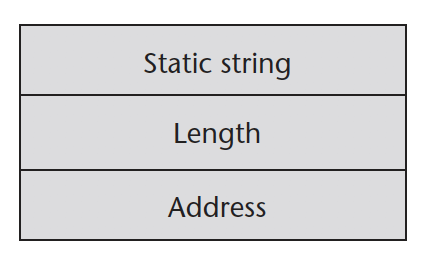 Static string
Length
Address